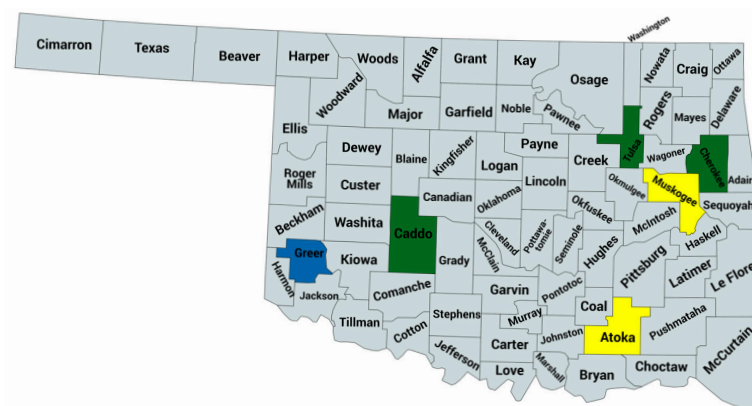 Washington
Cimarron
Texas
Beaver
Harper
Woods
Alfalfa
Grant
Kay
Osage
Nowata
Craig
Ottawa
Woodward
Major
Garfield
Noble
Pawnee
Rogers
Mayes
Delaware
Ellis
Dewey
Blaine
Kingfisher
Logan
Payne
Creek
Tulsa
Wagoner
Cherokee
Adair
Roger
Mills
Custer
Canadian
Oklahoma
Lincoln
Okmulgee
Muskogee
Sequoyah
Beckham
Washita
Caddo
Grady
Cleveland
McClain
Pottawa-
tomie
Seminole
Okfuskee
Hughes
McIntosh
Haskell
Greer
Kiowa
Harmon
Jackson
Comanche
Garvin
Pontotoc
Coal
Pittsburg
Latimer
Le Flore
Tillman
Cotton
Stephens
Murray
Johnston
Atoka
Pushmataha
McCurtain
Jefferson
Carter
Love
Marshall
Bryan
Choctaw